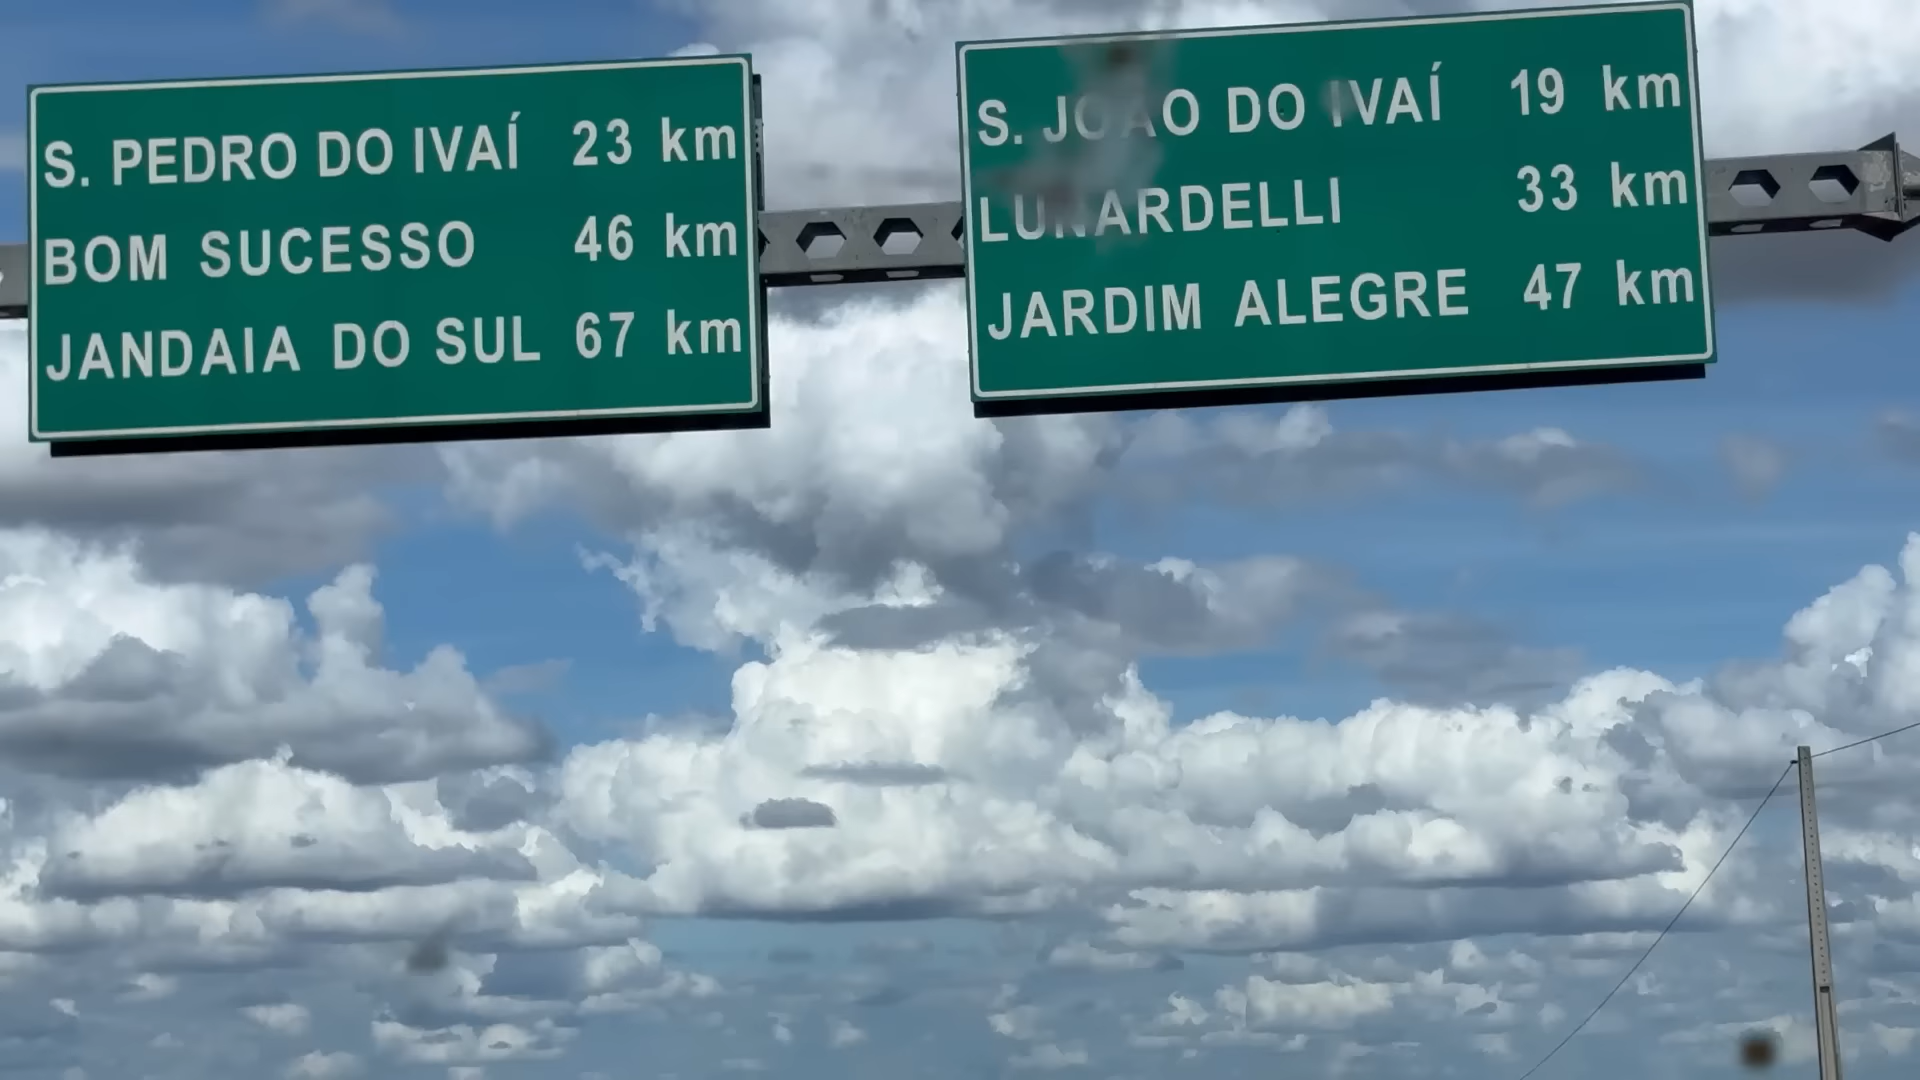 S. PEDRO DO IVAÍ 23 km
BOM SUCESSO 46 km
JANDAIA DO SUL 67 km
S. JOAO DO IVAÍ 19 km
LUNARDELLI 33 km
JARDIM ALEGRE 47 km